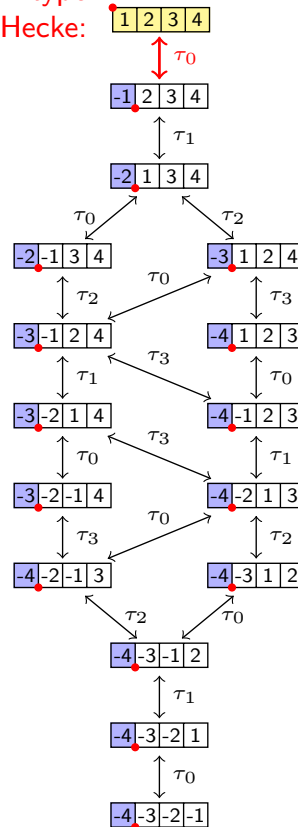 Hecke:
1 2 3 4
τ0
-1 2 3 4
τ1
-2 1 3 4
τ0 τ2
-2 -1 3 4 -3 1 2 4
τ2 τ0 τ3
-3 -1 2 4 -4 1 2 3
τ1 τ3 τ0
-3 -2 1 4 -4 -1 2 3
τ0 τ3 τ1
-3 -2 -1 4 -4 -2 1 3
τ3 τ0 τ2
-4 -2 -1 3 -4 -3 1 2
τ2 τ0
-4 -3 -1 2
τ1
-4 -3 -2 1
τ0
-4 -3 -2 -1